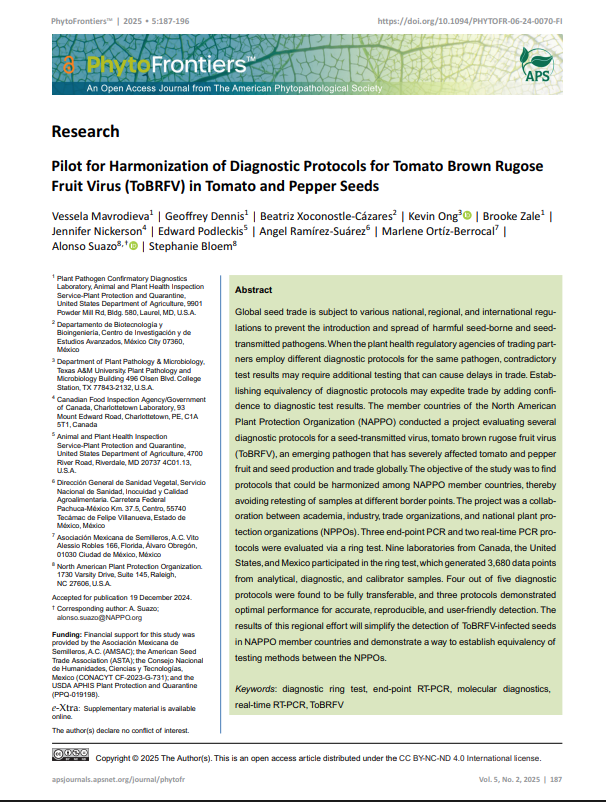 PhytoFrontiers™ | 2025 • 5:187-196
https://doi.org/10.1094/PHYTOFR-06-24-0070-FI
PhytoFrontiers™
An Open Access Journal from The American Phytopathological Society
APS
Research
Pilot for Harmonization of Diagnostic Protocols for Tomato Brown Rugose
Fruit Virus (ToBRFV) in Tomato and Pepper Seeds
Vessela Mavrodieva¹ | Geoffrey Dennis¹ | Beatriz Xoconostle-Cázares² | Kevin Ong³ | Brooke Zale¹ |
Jennifer Nickerson⁴ | Edward Podleckis⁵ | Angel Ramírez-Suárez⁶ | Marlene Ortíz-Berrocal⁷ |
Alonso Suazo⁸,† | Stephanie Bloem⁸
¹ Plant Pathogen Confirmatory Diagnostics
Laboratory, Animal and Plant Health Inspection
Service-Plant Protection and Quarantine,
United States Department of Agriculture, 9901
Powder Mill Rd, Bldg. 580, Laurel, MD, U.S.A.
² Departamento de Biotecnología y
Bioingeniería, Centro de Investigación y de
Estudios Avanzados, México City 07360,
México
³ Department of Plant Pathology & Microbiology,
Texas A&M University. Plant Pathology and
Microbiology Building 496 Olsen Blvd. College
Station, TX 77843-2132, U.S.A.
⁴ Canadian Food Inspection Agency/Government
of Canada, Charlottetown Laboratory, 93
Mount Edward Road, Charlottetown, PE, C1A
5T1, Canada
⁵ Animal and Plant Health Inspection
Service-Plant Protection and Quarantine,
United States Department of Agriculture, 4700
River Road, Riverdale, MD 20737 4C01.13,
U.S.A.
⁶ Dirección General de Sanidad Vegetal, Servicio
Nacional de Sanidad, Inocuidad y Calidad
Agroalimentaria. Carretera Federal
Pachuca-México Km. 37.5, Centro, 55740
Tecámac de Felipe Villanueva, Estado de
México, México
⁷ Asociación Mexicana de Semilleros, A.C. Vito
Alessio Robles 166, Florida, Álvaro Obregón,
01030 Ciudad de México, México
⁸ North American Plant Protection Organization.
1730 Varsity Drive, Suite 145, Raleigh,
NC 27606, U.S.A.
Accepted for publication 19 December 2024.
† Corresponding author: A. Suazo;
alonso.suazo@NAPPO.org
Funding: Financial support for this study
was provided by the Asociación Mexicana de
Semilleros, A.C. (AMSAC); the American Seed
Trade Association (ASTA); the Consejo Nacional
de Humanidades, Ciencias y Tecnologías,
Mexico (CONACYT CF-2023-G-731); and the
USDA APHIS Plant Protection and Quarantine
(PPQ-019198).
e-Xtra: Supplementary material is available
online.
The author(s) declare no conflict of interest.
Abstract
Global seed trade is subject to various national, regional, and international regu-
lations to prevent the introduction and spread of harmful seed-borne and seed-
transmitted pathogens. When the plant health regulatory agencies of trading part-
ners employ different diagnostic protocols for the same pathogen, contradictory
test results may require additional testing that can cause delays in trade. Estab-
lishing equivalency of diagnostic protocols may expedite trade by adding confi-
dence to diagnostic test results. The member countries of the North American
Plant Protection Organization (NAPPO) conducted a project evaluating several
diagnostic protocols for a seed-transmitted virus, tomato brown rugose fruit virus
(ToBRFV), an emerging pathogen that has severely affected tomato and pepper
fruit and seed production and trade globally. The objective of the study was to find
protocols that could be harmonized among NAPPO member countries, thereby
avoiding retesting of samples at different border points. The project was a collab-
oration between academia, industry, trade organizations, and national plant pro-
tection organizations (NPPOs). Three end-point PCR and two real-time PCR pro-
tocols were evaluated via a ring test. Nine laboratories from Canada, the United
States, and Mexico participated in the ring test, which generated 3,680 data points
from analytical, diagnostic, and calibrator samples. Four out of five diagnostic
protocols were found to be fully transferable, and three protocols demonstrated
optimal performance for accurate, reproducible, and user-friendly detection. The
results of this regional effort will simplify the detection of ToBRFV-infected seeds
in NAPPO member countries and demonstrate a way to establish equivalency of
testing methods between the NPPOs.
Keywords: diagnostic ring test, end-point RT-PCR, molecular diagnostics,
real-time RT-PCR, ToBRFV
Copyright © 2025 The Author(s). This is an open access article distributed under the CC BY-NC-ND 4.0 International license.
apsjournals.apsnet.org/journal/phytofr
Vol. 5, No. 2, 2025 | 187